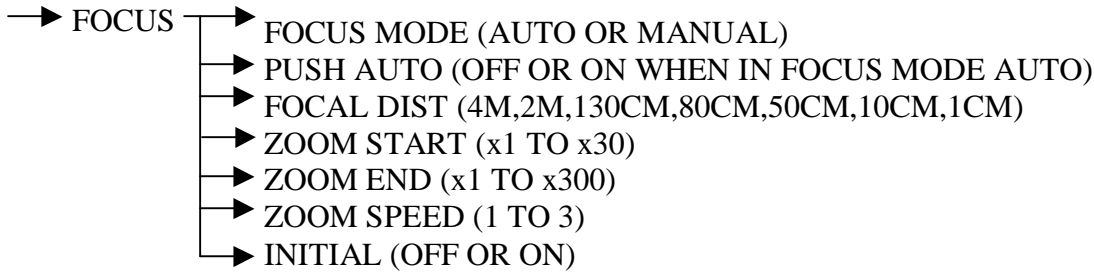 FOCUS
FOCUS MODE (AUTO OR MANUAL)
PUSH AUTO (OFF OR ON WHEN IN FOCUS MODE AUTO)
FOCAL DIST (4M,2M,130CM,80CM,50CM,10CM,1CM)
ZOOM START (x1 TO x30)
ZOOM END (x1 TO x300)
ZOOM SPEED (1 TO 3)
INITIAL (OFF OR ON)